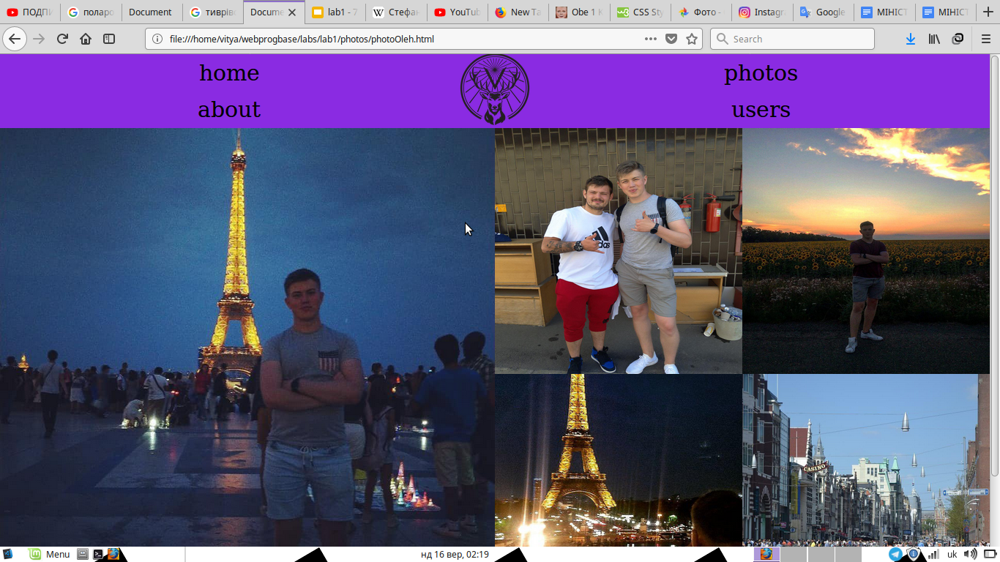 ПОДПИ
поларо
Document
тиврів
Docume
lab1 - 7
Стефан
YouTub
New Ta
Obe 1 K
CSS Sty
Фото -
Instagr
Google
МІНІСТ
МІНІСТ
file:///home/vitya/webprogbase/labs/lab1/photos/photoOleh.html
Search
home
photos
about
users
adidas
CASINO
Menu
нд 16 вер, 02:19
uk